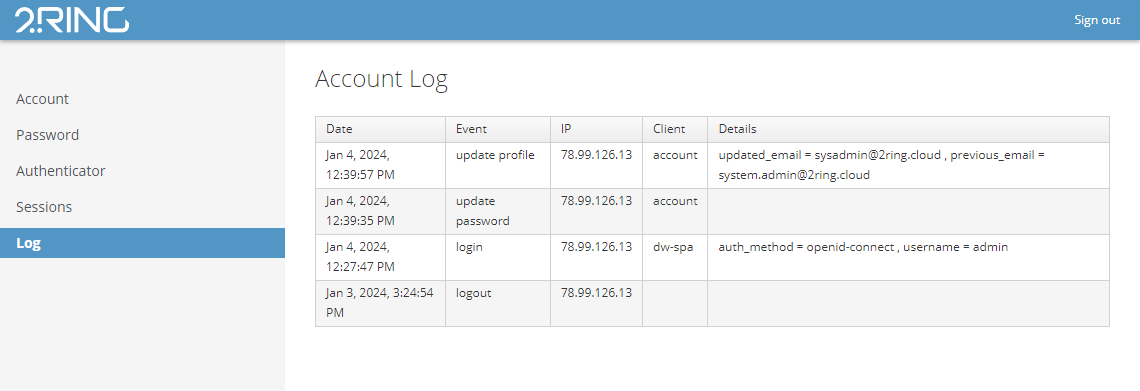 2RING
Sign out
Account
Password
Authenticator
Sessions
Log
Account Log
Date Event IP Client Details
Jan 4, 2024, update profile 78.99.126.13 account updated_email = sysadmin@2ring.cloud , previous_email =
12:39:57 PM system.admin@2ring.cloud
Jan 4, 2024, update 78.99.126.13 account
12:39:35 PM password
Jan 4, 2024, login 78.99.126.13 dw-spa auth_method = openid-connect , username = admin
12:27:47 PM
Jan 3, 2024, 3:24:54 logout 78.99.126.13
PM